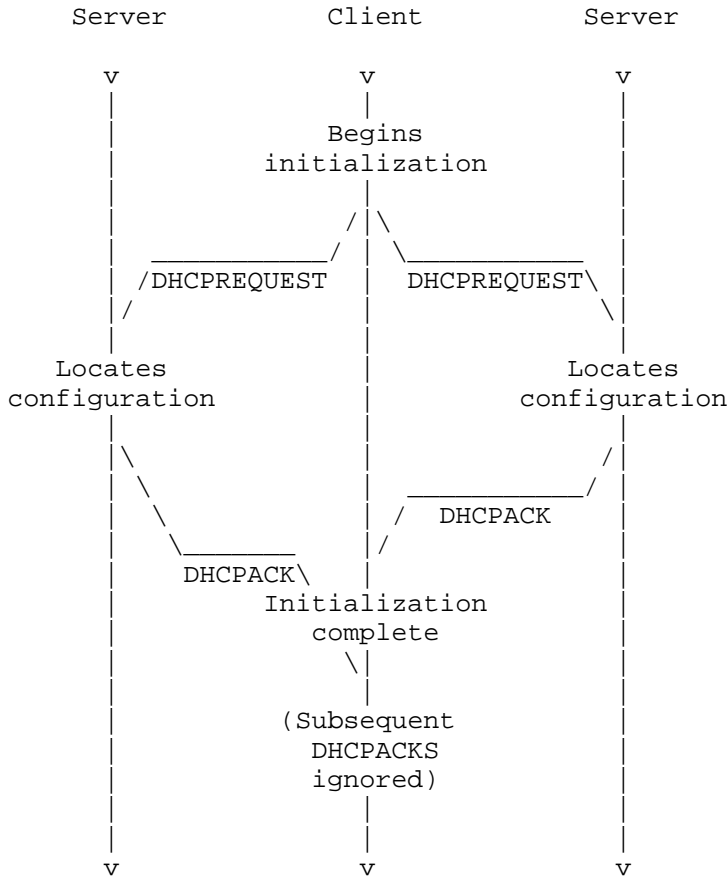 Server Client Server
v v v
Begins
initialization
DHCPREQUEST DHCPREQUEST
Locates Locates
configuration configuration
DHCPACK
DHCPACK
Initialization
complete
(Subsequent
DHCPACKS
ignored)
v v v